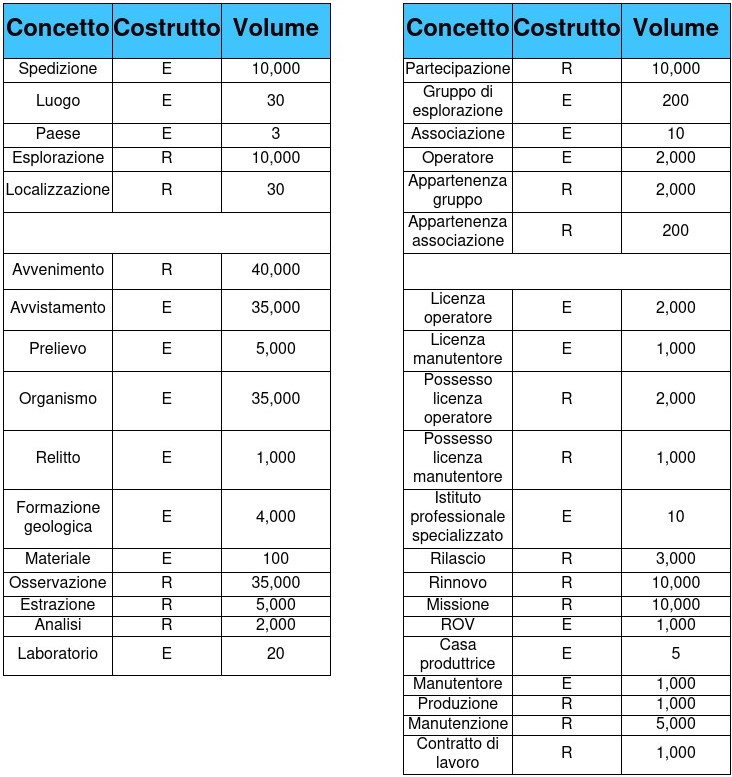 Concetto Costrutto Volume
Spedizione E 10,000
Luogo E 30
Paese E 3
Esplorazione R 10,000
Localizzazione R 30
Avvenimento R 40,000
Avvistamento E 35,000
Prelievo E 5,000
Organismo E 35,000
Relitto E 1,000
Formazione
geologica E 4,000
Materiale E 100
Osservazione R 35,000
Estrazione R 5,000
Analisi R 2,000
Laboratorio E 20
Concetto Costrutto Volume
Partecipazione R 10,000
Gruppo di
esplorazione E 200
Associazione E 10
Operatore E 2,000
Appartenenza
gruppo R 2,000
Appartenenza
associazione R 200
Licenza
operatore E 2,000
Licenza
manutentore E 1,000
Possesso
licenza R 2,000
operatore
Possesso
licenza R 1,000
manutentore
Istituto
professionale E 10
specializzato
Rilascio R 3,000
Rinnovo R 10,000
Missione R 10,000
ROV E 1,000
Casa
produttrice E 5
Manutentore E 1,000
Produzione R 1,000
Manutenzione R 5,000
Contratto di
lavoro R 1,000